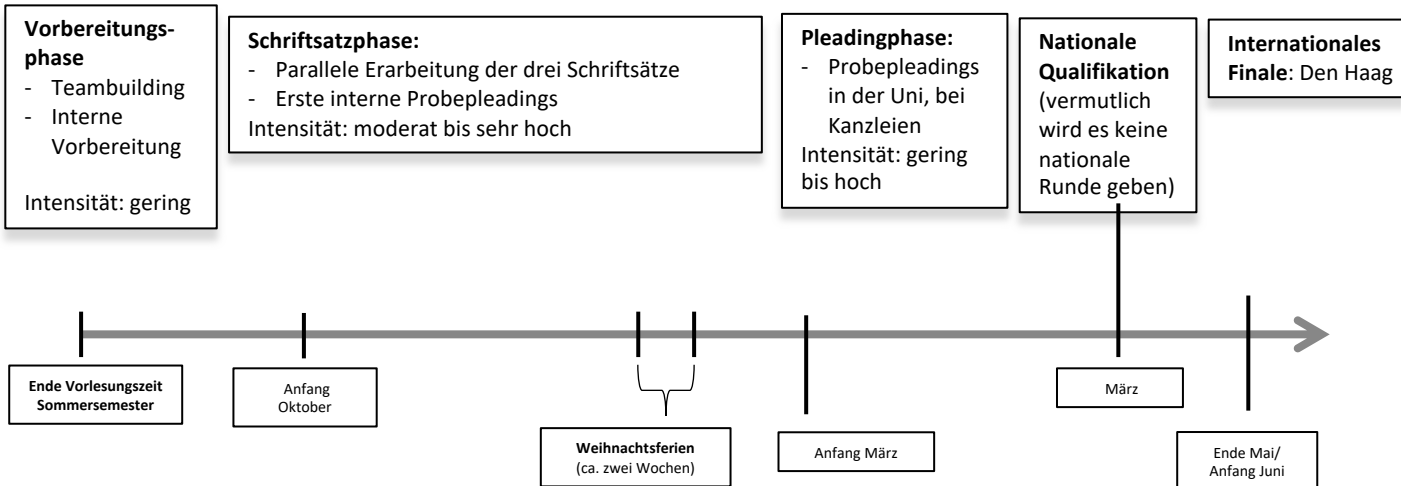 Vorbereitungs-
phase
- Teambuilding
- Interne
Vorbereitung
Intensität: gering
Schriftsatzphase:
- Parallele Erarbeitung der drei Schriftsätze
- Erste interne Probepleadings
Intensität: moderat bis sehr hoch
Pleadingphase:
- Probepleadings
in der Uni, bei
Kanzleien
Intensität: gering
bis hoch
Nationale
Qualifikation
(vermutlich
wird es keine
nationale
Runde geben)
Internationales
Finale: Den Haag
Ende Vorlesungszeit
Sommersemester
Anfang
Oktober
Weihnachtsferien
(ca. zwei Wochen)
Anfang März
März
Ende Mai/
Anfang Juni